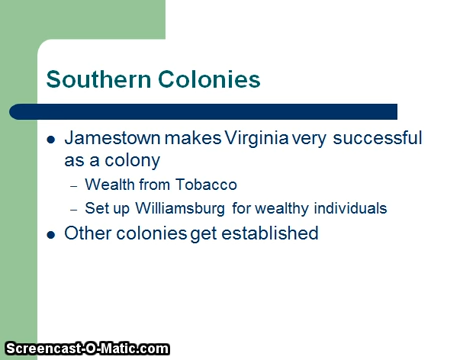 Southern Colonies
● Jamestown makes Virginia very successful
as a colony
– Wealth from Tobacco
– Set up Williamsburg for wealthy individuals
● Other colonies get established
Screencast-O-Matic.com